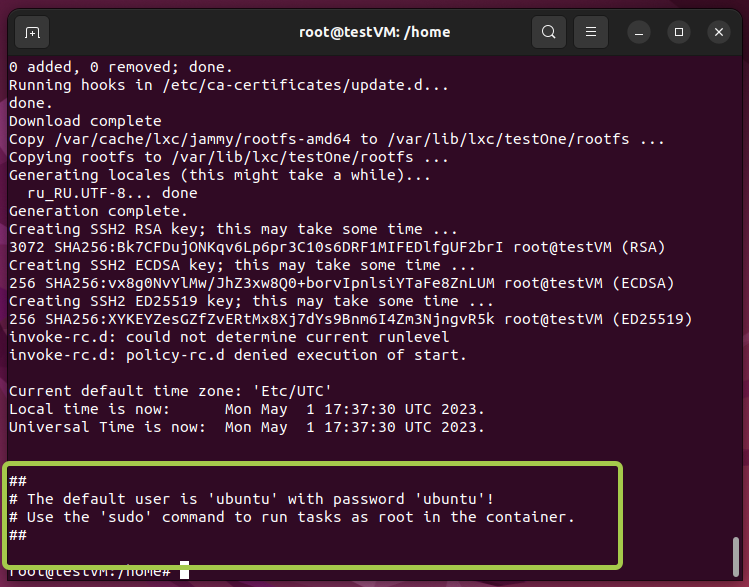 root@testVM: /home
0 added, 0 removed; done.
Running hooks in /etc/ca-certificates/update.d...
done.
Download complete
Copy /var/cache/lxc/jammy/rootfs-amd64 to /var/lib/lxc/testOne/rootfs ...
Copying rootfs to /var/lib/lxc/testOne/rootfs ...
Generating locales (this might take a while)...
  ru_RU.UTF-8... done
Generation complete.
Creating SSH2 RSA key; this may take some time ...
3072 SHA256:Bk7CFDujONKqv6Lp6pr3C10s6DRF1MIFEDlfgUF2brI root@testVM (RSA)
Creating SSH2 ECDSA key; this may take some time ...
256 SHA256:vx8g0NvYlMw/JhZ3xw8Q0+borvIpnlsiYTaFe8ZnLUM root@testVM (ECDSA)
Creating SSH2 ED25519 key; this may take some time ...
256 SHA256:XYKEYZesGZfZvERtMx8Xj7dYs9Bnm6I4Zm3NjngvR5k root@testVM (ED25519)
invoke-rc.d: could not determine current runlevel
invoke-rc.d: policy-rc.d denied execution of start.

Current default time zone: 'Etc/UTC'
Local time is now:      Mon May  1 17:37:30 UTC 2023.
Universal Time is now:  Mon May  1 17:37:30 UTC 2023.

##
# The default user is 'ubuntu' with password 'ubuntu'!
# Use the 'sudo' command to run tasks as root in the container.
##

root@testVM:/home#